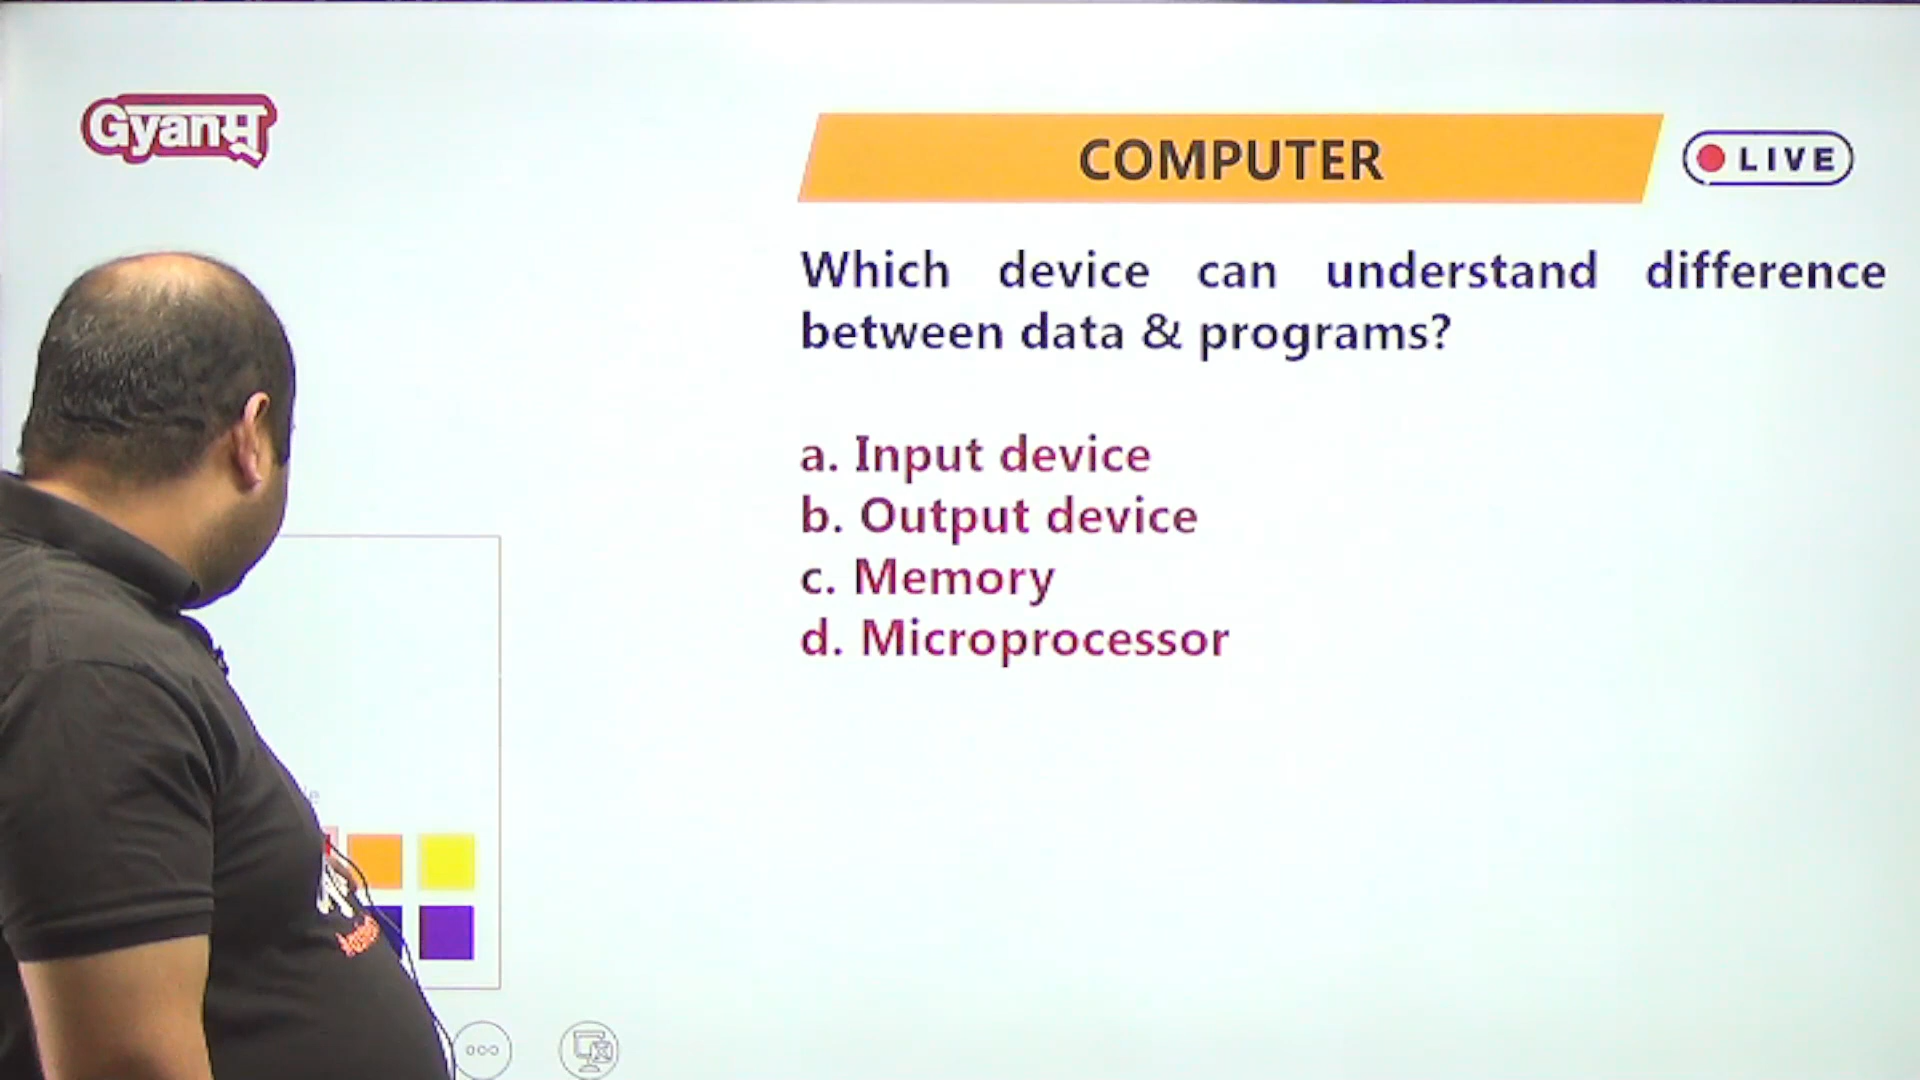 Gyanम्
COMPUTER
LIVE
Which device can understand difference
between data & programs?
a. Input device
b. Output device
c. Memory
d. Microprocessor